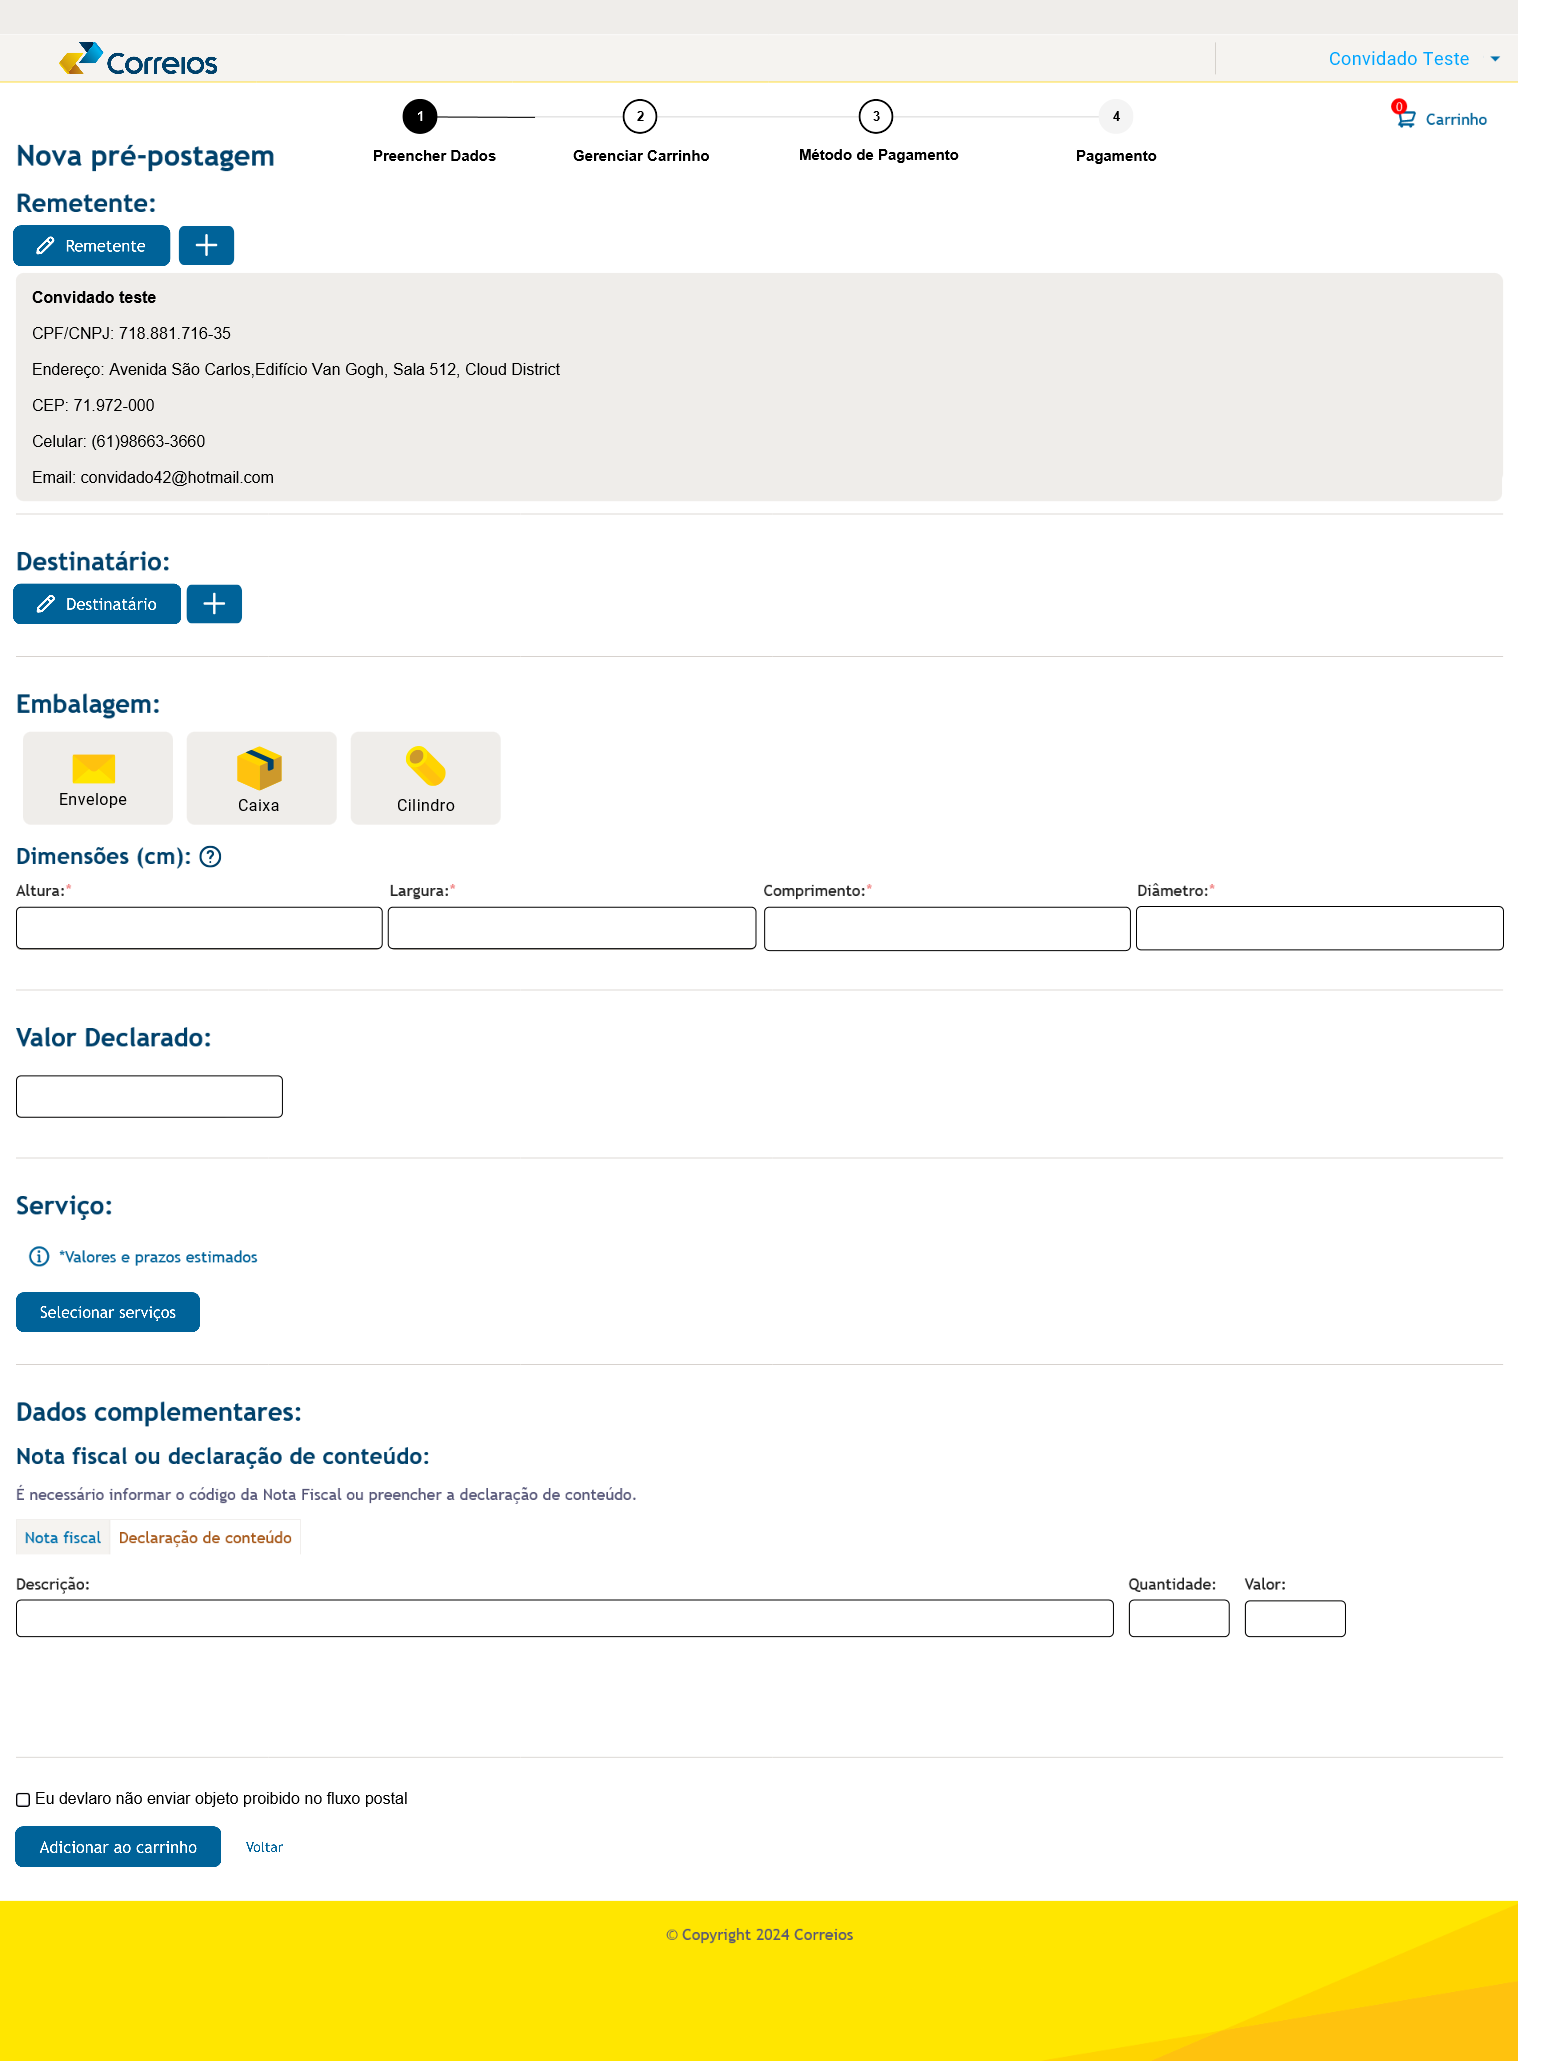 Correios
Convidado Teste
1
2
3
4
0
Carrinho
Preencher Dados
Gerenciar Carrinho
Método de Pagamento
Pagamento
Nova pré-postagem
Remetente:
Remetente
Convidado teste
CPF/CNPJ: 718.881.716-35
Endereço: Avenida São Carlos,Edifício Van Gogh, Sala 512, Cloud District
CEP: 71.972-000
Celular: (61)98663-3660
Email: convidado42@hotmail.com
Destinatário:
Destinatário
Embalagem:
Envelope
Caixa
Cilindro
Dimensões (cm):
Altura:*
Largura:*
Comprimento:*
Diâmetro:*
Valor Declarado:
Serviço:
*Valores e prazos estimados
Selecionar serviços
Dados complementares:
Nota fiscal ou declaração de conteúdo:
É necessário informar o código da Nota Fiscal ou preencher a declaração de conteúdo.
Nota fiscal
Declaração de conteúdo
Descrição:
Quantidade:
Valor:
Eu devlaro não enviar objeto proibido no fluxo postal
Adicionar ao carrinho
Voltar
© Copyright 2024 Correios